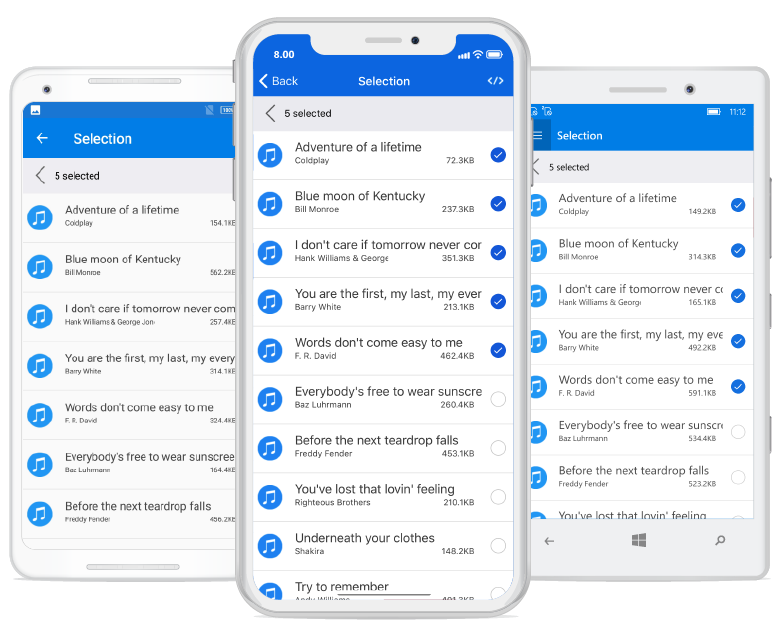 100%
Selection
5 selected
Adventure of a lifetime
Coldplay 154.1KB
Blue moon of Kentucky
Bill Monroe 562.2KB
I don't care if tomorrow never com
Hank Williams & George Jon 257.4KB
You are the first, my last, my every
Barry White 314.1KB
Words don't come easy to me
F. R. David 324.4KB
Everybody's free to wear sunscree
Baz Luhrmann 164.4KB
Before the next teardrop falls
Freddy Fender 456.2KB
8.00
Back Selection </>
5 selected
Adventure of a lifetime
Coldplay 72.3KB
Blue moon of Kentucky
Bill Monroe 237.3KB
I don't care if tomorrow never cor
Hank Williams & George 351.3KB
You are the first, my last, my ever
Barry White 213.1KB
Words don't come easy to me
F. R. David 462.4KB
Everybody's free to wear sunscre
Baz Luhrmann 260.4KB
Before the next teardrop falls
Freddy Fender 453.1KB
You've lost that lovin' feeling
Righteous Brothers 210.1KB
Underneath your clothes
Shakira 148.2KB
Try to remember
Andy Williams 491.3KB
11:12
Selection
5 selected
Adventure of a lifetime
Coldplay 149.2KB
Blue moon of Kentucky
Bill Monroe 314.3KB
I don't care if tomorrow never co
Hank Williams & George 165.1KB
You are the first, my last, my eve
Barry White 492.2KB
Words don't come easy to me
F. R. David 591.1KB
Everybody's free to wear sunscr
Baz Luhrmann 534.4KB
Before the next teardrop falls
Freddy Fender 523.2KB
You've lost that lovin' feeling